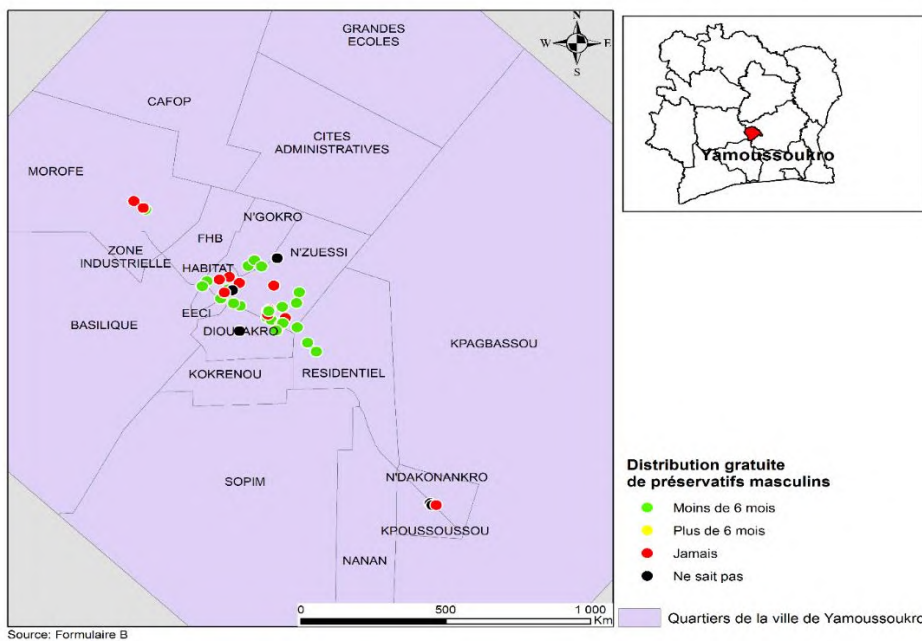 GRANDES
ECOLES
N
W E
S
CAFOP
CITES
ADMINISTRATIVES
MOROFE
N'GOKRO
FHB
N'ZUESSI
ZONE
INDUSTRIELLE
HABITAT
BASILIQUE
EECI
DIOULAKRO
KPAGBASSOU
KOKRENOU
RESIDENTIEL
SOPIM
N'DAKONANKRO
KPOUSSOUSSOU
NANAN
0 500 1 000
Km
Source: Formulaire B
Yamoussoukro
Distribution gratuite
de préservatifs masculins
Moins de 6 mois
Plus de 6 mois
Jamais
Ne sait pas
Quartiers de la ville de Yamoussoukro